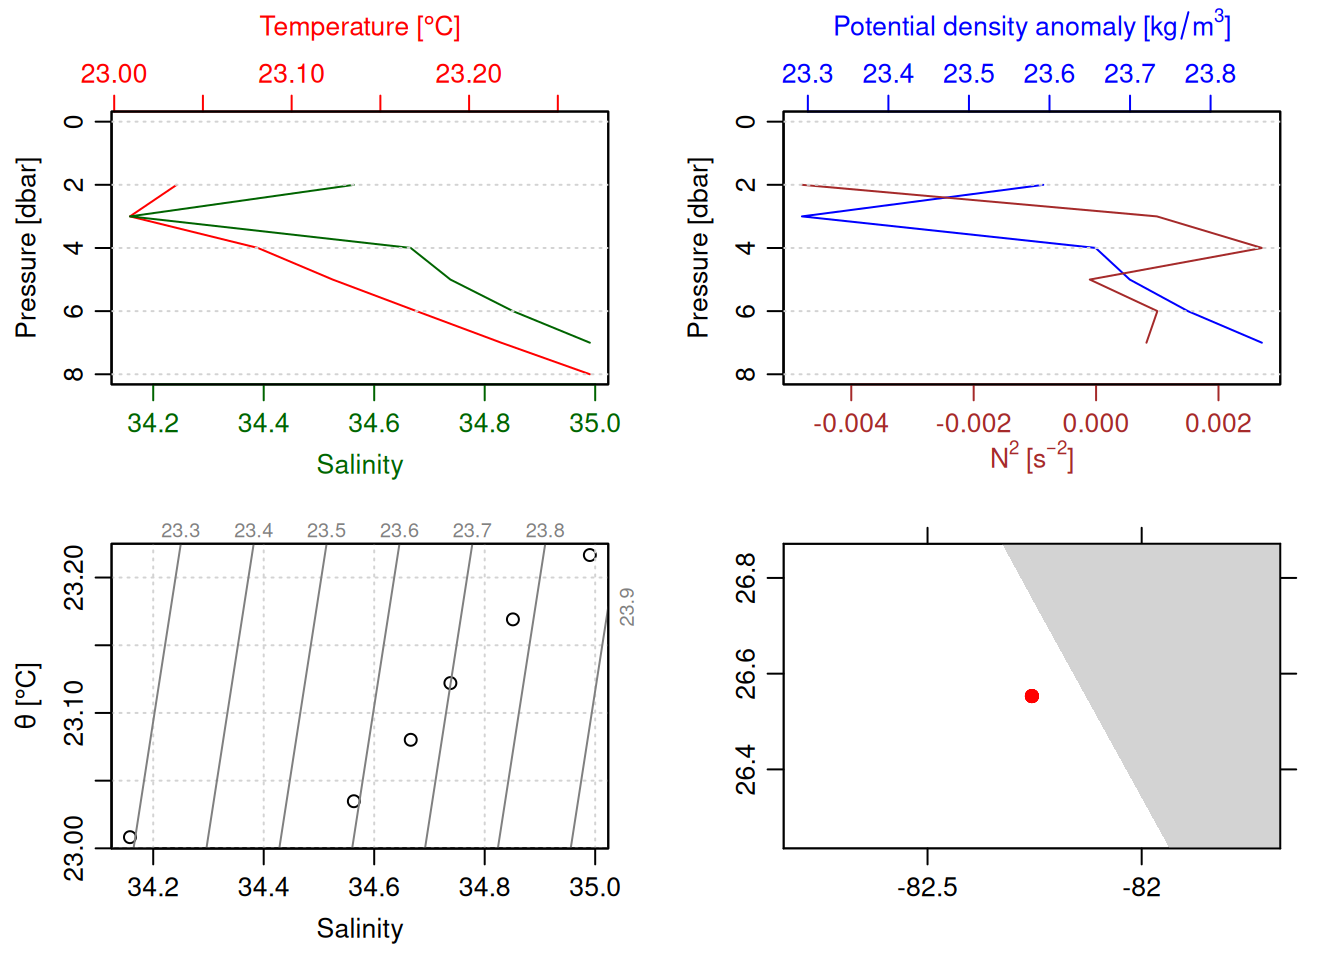 Temperature [°C]
23.00 23.10 23.20
0
2
4
6
8
Pressure [dbar]
34.2 34.4 34.6 34.8 35.0
Salinity
Potential density anomaly [kg/m³]
23.3 23.4 23.5 23.6 23.7 23.8
0
2
4
6
8
Pressure [dbar]
-0.004 -0.002 0.000 0.002
N² [s⁻²]
23.3 23.4 23.5 23.6 23.7 23.8
23.9
23.20
23.10
23.00
θ [°C]
34.2 34.4 34.6 34.8 35.0
Salinity
26.8
26.6
26.4
-82.5 -82